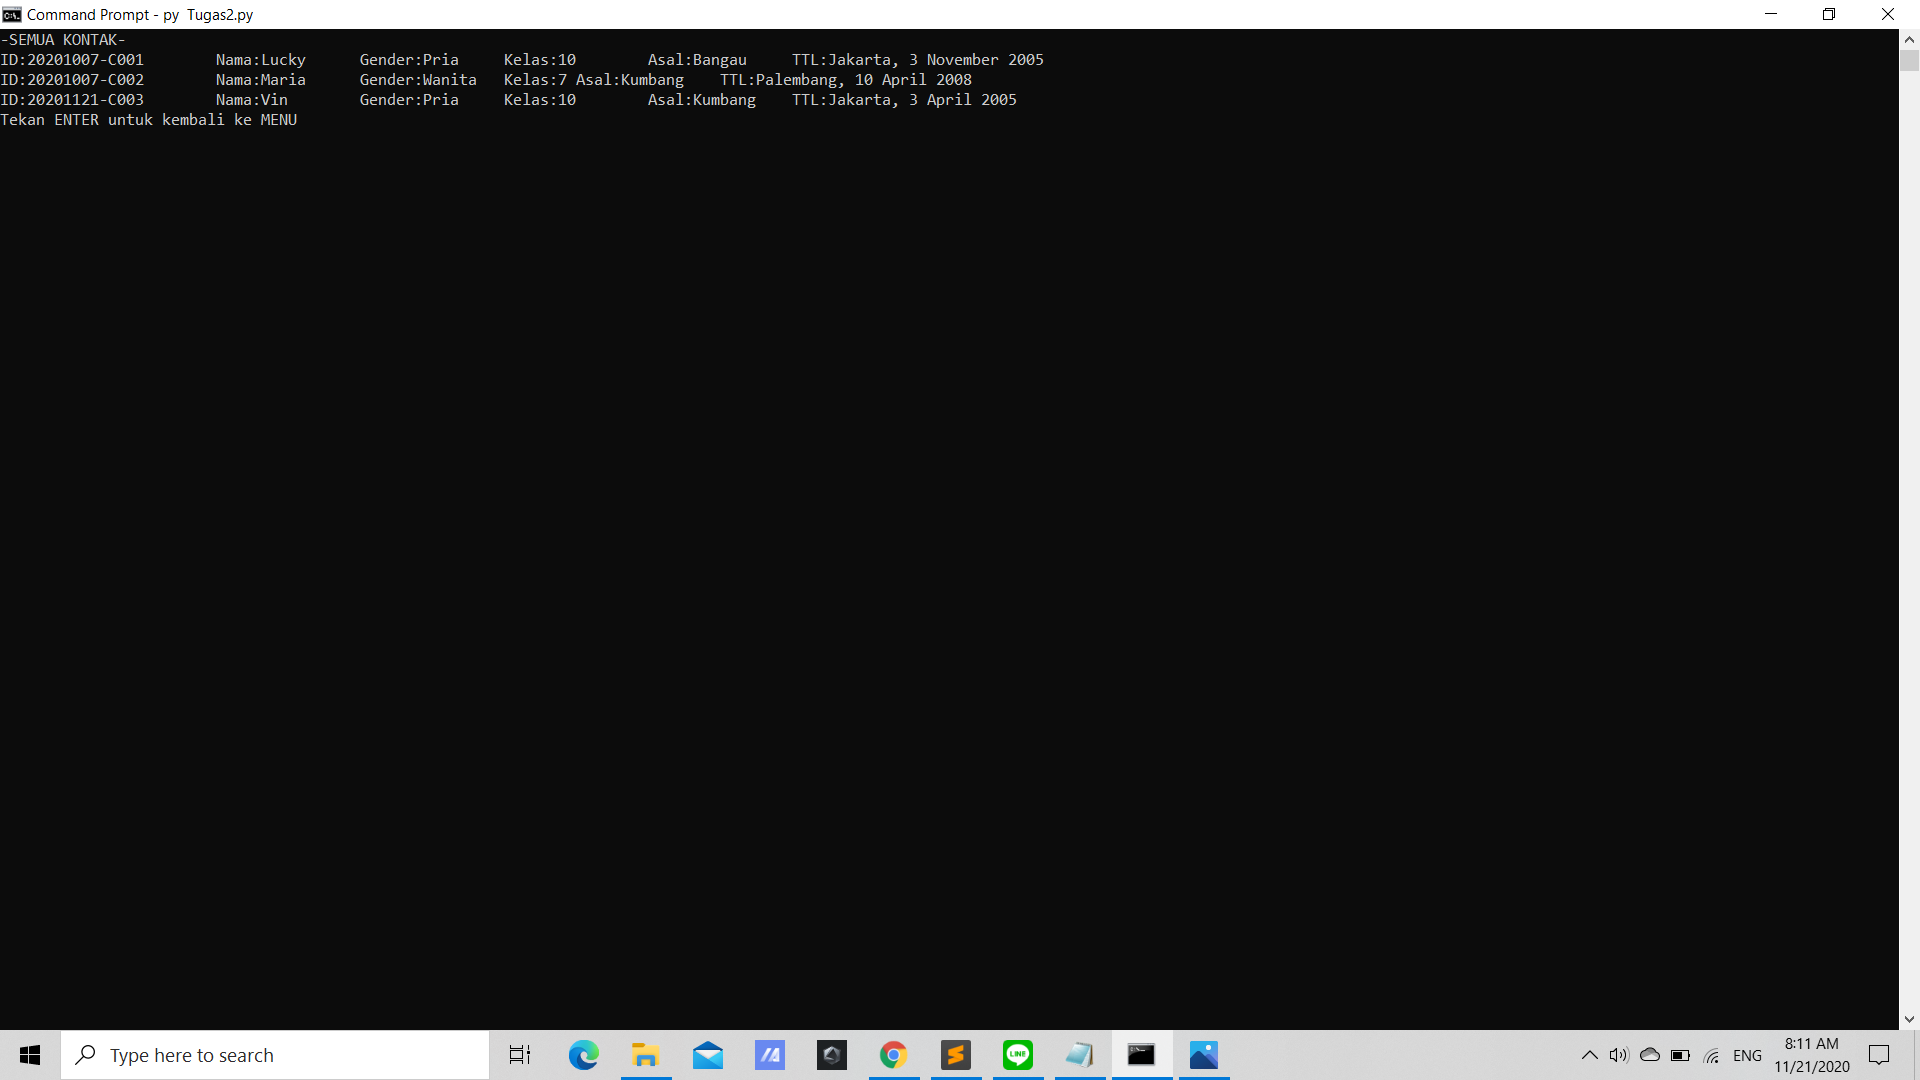 Command Prompt - py  Tugas2.py
-SEMUA KONTAK-
ID:20201007-C001        Nama:Lucky      Gender:Pria     Kelas:10        Asal:Bangau     TTL:Jakarta, 3 November 2005
ID:20201007-C002        Nama:Maria      Gender:Wanita   Kelas:7 Asal:Kumbang    TTL:Palembang, 10 April 2008
ID:20201121-C003        Nama:Vin        Gender:Pria     Kelas:10        Asal:Kumbang    TTL:Jakarta, 3 April 2005
Tekan ENTER untuk kembali ke MENU
Type here to search
LINE
ENG
8:11 AM
11/21/2020